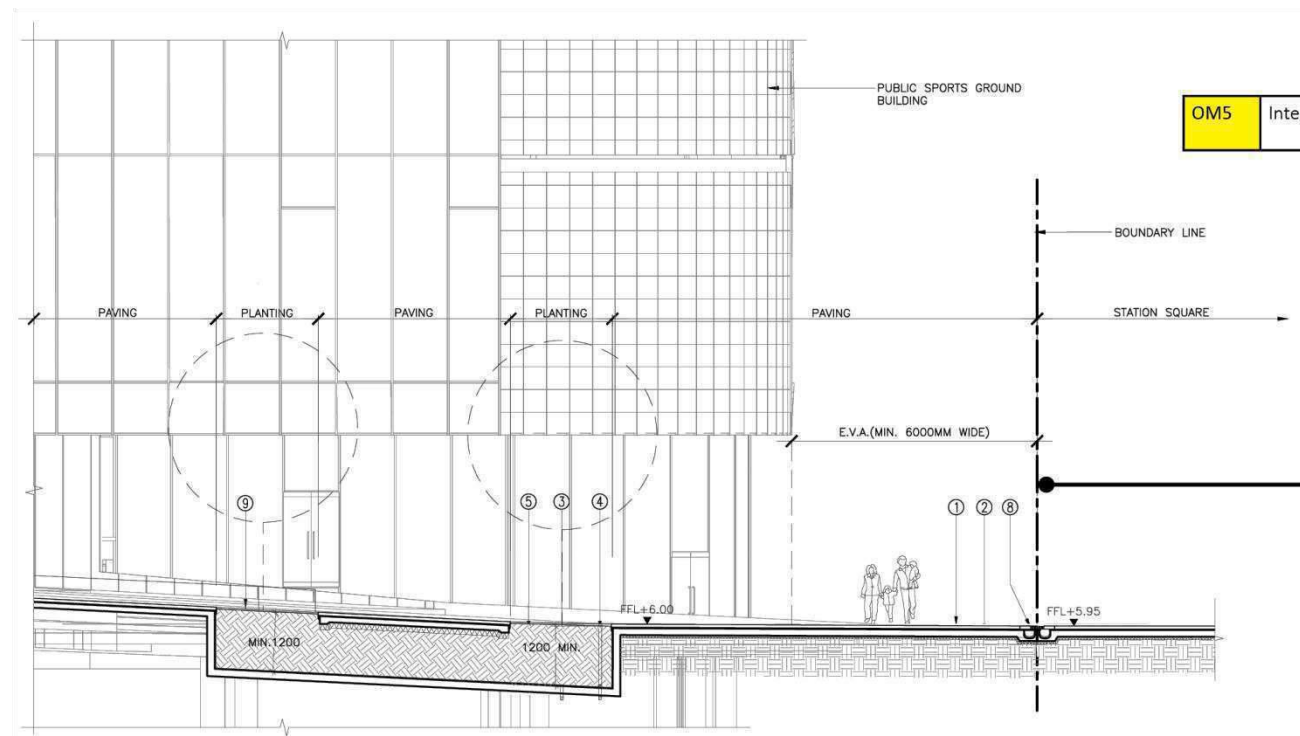 PUBLIC SPORTS GROUND
BUILDING
OM5 Inte
BOUNDARY LINE
PAVING PLANTING PAVING PLANTING PAVING STATION SQUARE
E.V.A.(MIN. 6000MM WIDE)
9 5 3 4 1 2 8
FFL+6.00 FFL+5.95
MIN.1200 1200 MIN.